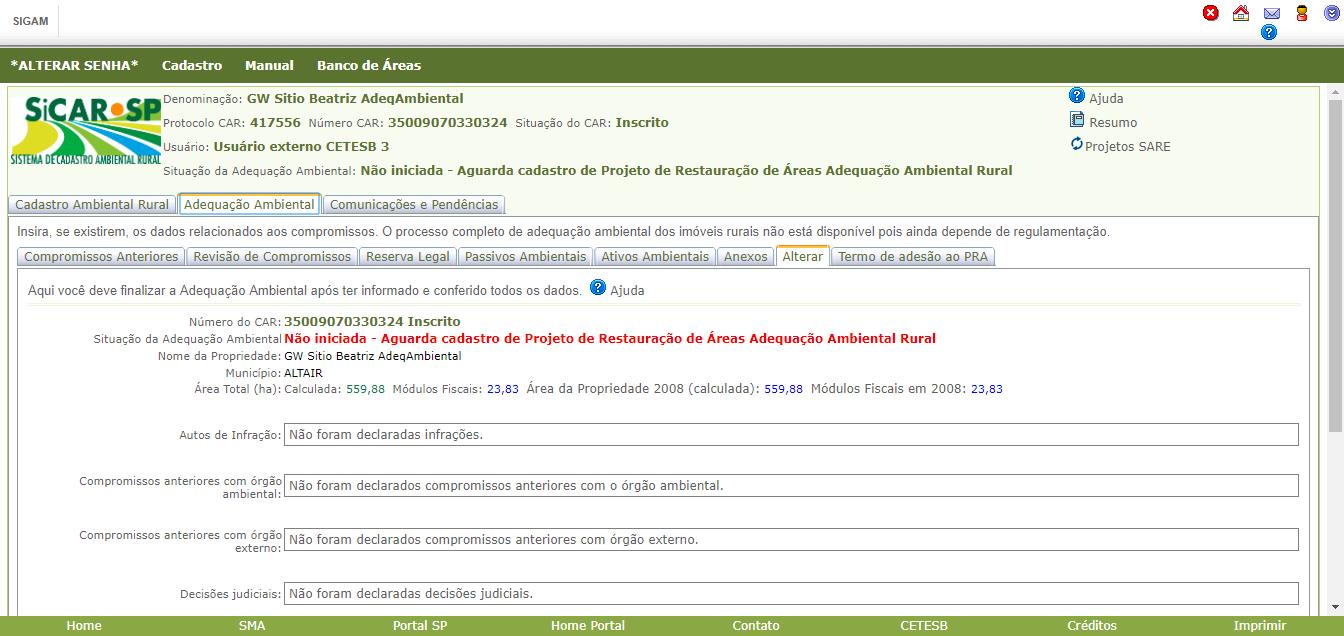 SIGAM
*ALTERAR SENHA* Cadastro Manual Banco de Áreas
SiCAR.SP
SISTEMA DE CADASTRO AMBIENTAL RURAL
Denominação: GW Sitio Beatriz AdeqAmbiental
Protocolo CAR: 417556 Número CAR: 35009070330324 Situação do CAR: Inscrito
Usuário: Usuário externo CETESB 3
Situação da Adequação Ambiental: Não iniciada - Aguarda cadastro de Projeto de Restauração de Áreas Adequação Ambiental Rural
Ajuda
Resumo
Projetos SARE
Cadastro Ambiental Rural Adequação Ambiental Comunicações e Pendências
Insira, se existirem, os dados relacionados aos compromissos. O processo completo de adequação ambiental dos imóveis rurais não está disponível pois ainda depende de regulamentação.
Compromissos Anteriores Revisão de Compromissos Reserva Legal Passivos Ambientais Ativos Ambientais Anexos Alterar Termo de adesão ao PRA
Aqui você deve finalizar a Adequação Ambiental após ter informado e conferido todos os dados. Ajuda
Número do CAR: 35009070330324 Inscrito
Situação da Adequação Ambiental Não iniciada - Aguarda cadastro de Projeto de Restauração de Áreas Adequação Ambiental Rural
Nome da Propriedade: GW Sitio Beatriz AdeqAmbiental
Município: ALTAIR
Área Total (ha): Calculada: 559,88 Módulos Fiscais: 23,83 Área da Propriedade 2008 (calculada): 559,88 Módulos Fiscais em 2008: 23,83
Autos de Infração: Não foram declaradas infrações.
Compromissos anteriores com órgão
ambiental: Não foram declarados compromissos anteriores com o órgão ambiental.
Compromissos anteriores com órgão
externo: Não foram declarados compromissos anteriores com órgão externo.
Decisões judiciais: Não foram declaradas decisões judiciais.
Home SMA Portal SP Home Portal Contato CETESB Créditos Imprimir